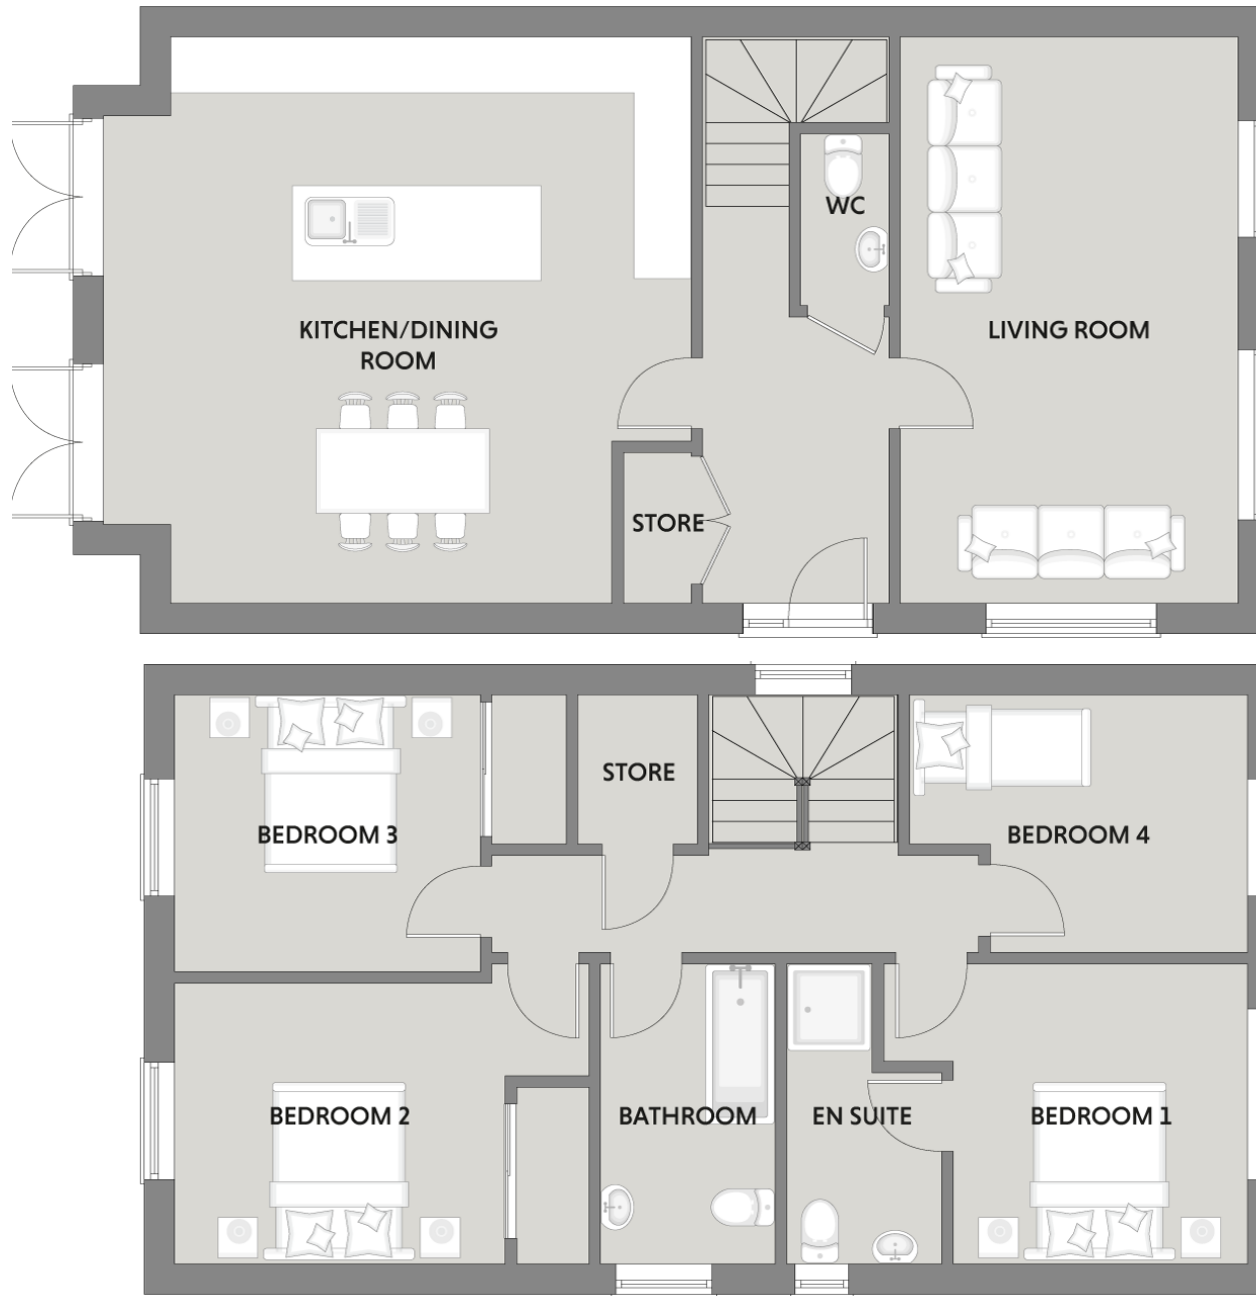 WC
KITCHEN/DINING
ROOM
LIVING ROOM
STORE
STORE
BEDROOM 3
BEDROOM 4
BEDROOM 2
BATHROOM
EN SUITE
BEDROOM 1